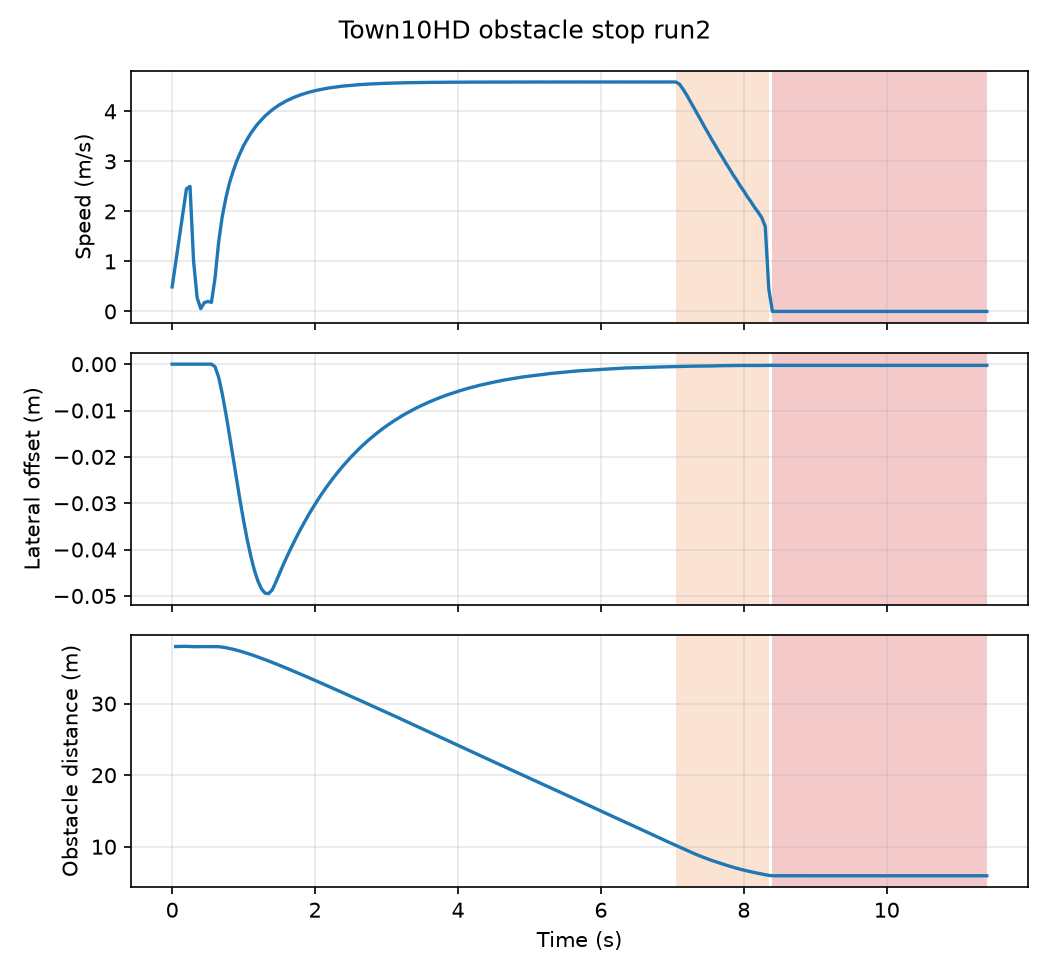 Town10HD obstacle stop run2
Speed (m/s)
4
3
2
1
0
Lateral offset (m)
0.00
−0.01
−0.02
−0.03
−0.04
−0.05
Obstacle distance (m)
30
20
10
0 2 4 6 8 10
Time (s)